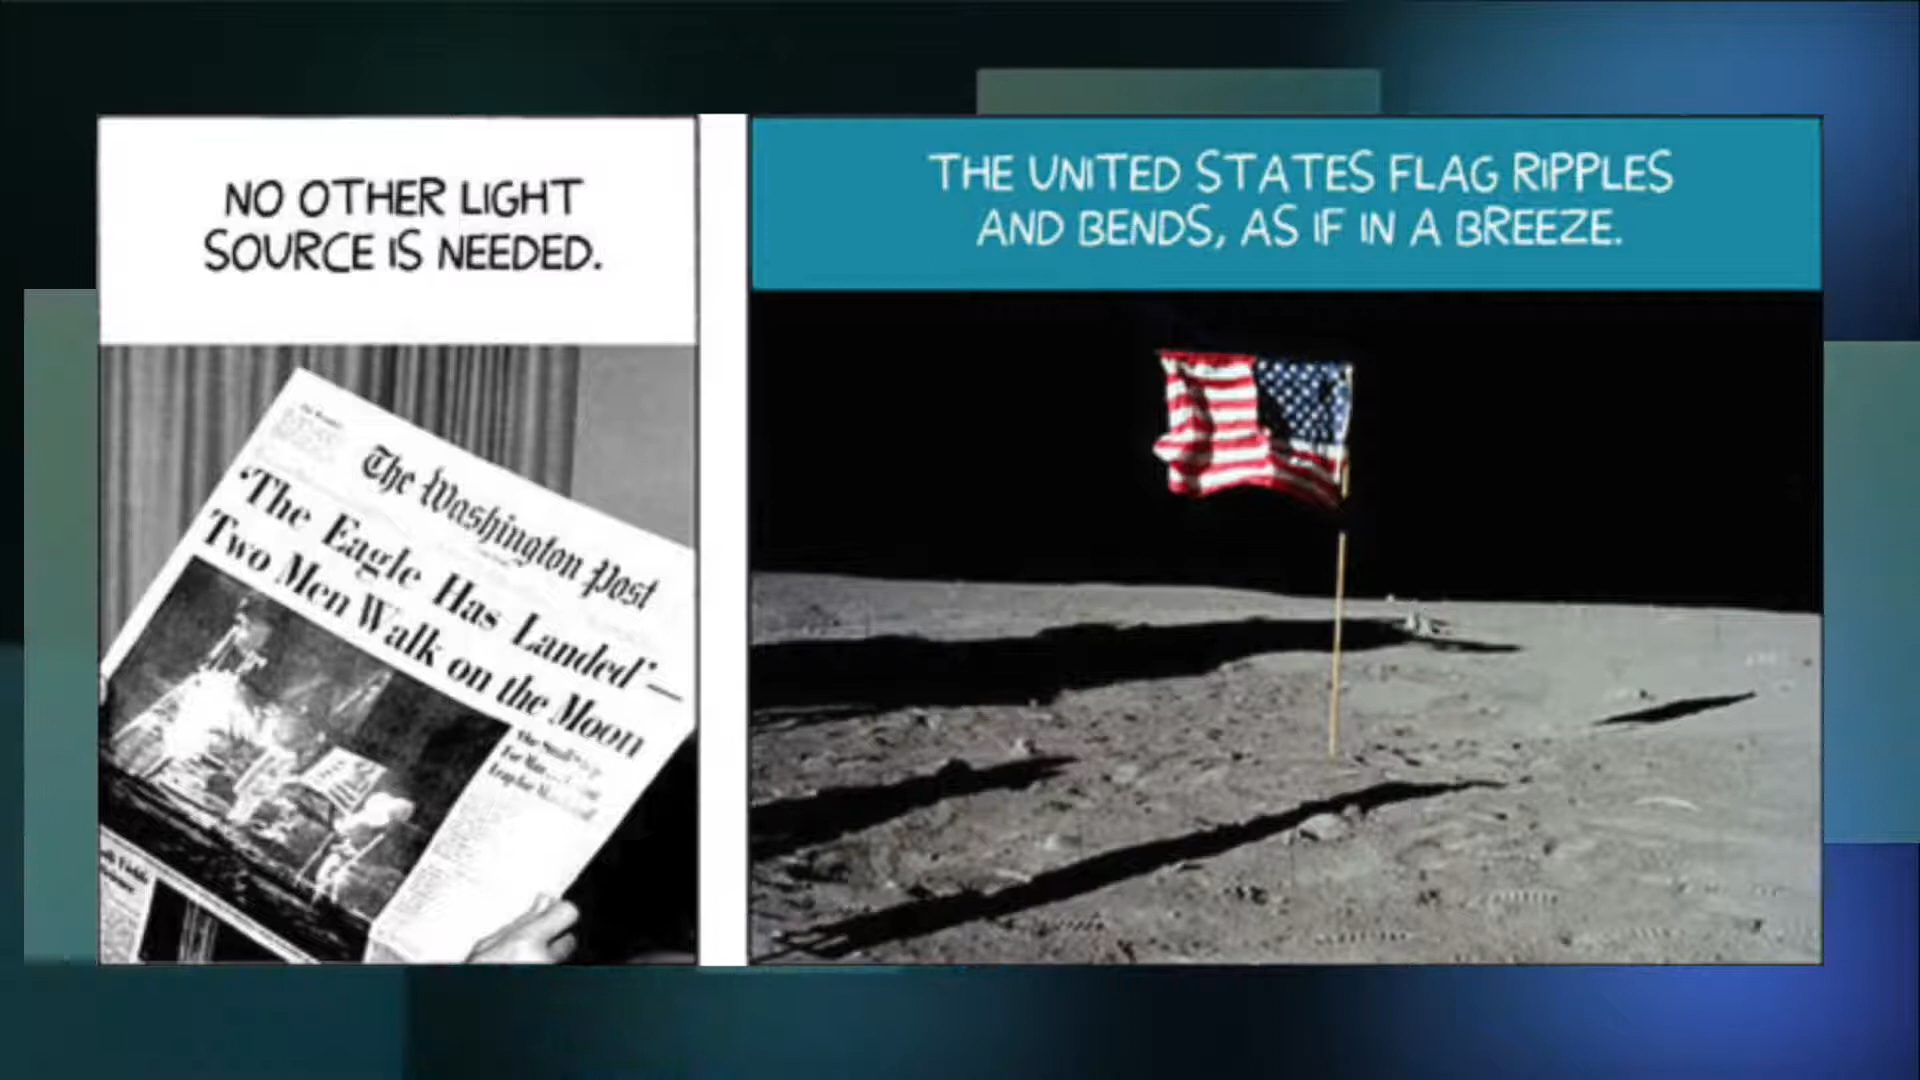 NO OTHER LIGHT
SOURCE IS NEEDED.
The Washington Post
'The Eagle Has Landed'—
Two Men Walk on the Moon
THE UNITED STATES FLAG RIPPLES
AND BENDS, AS IF IN A BREEZE.